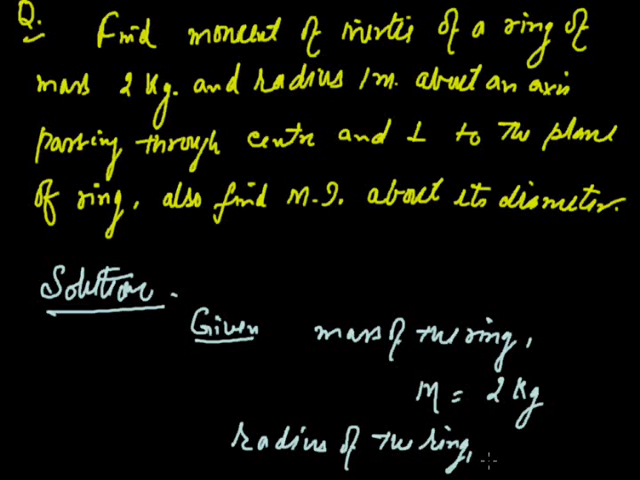 Q. Find moment of inertia of a ring of
mass 2 Kg. and radius 1m. about an axis
passing through centre and ⊥ to the plane
of ring, also find M.I. about its diameter.
Solution.
Given mass of the ring,
M = 2 Kg
radius of the ring,